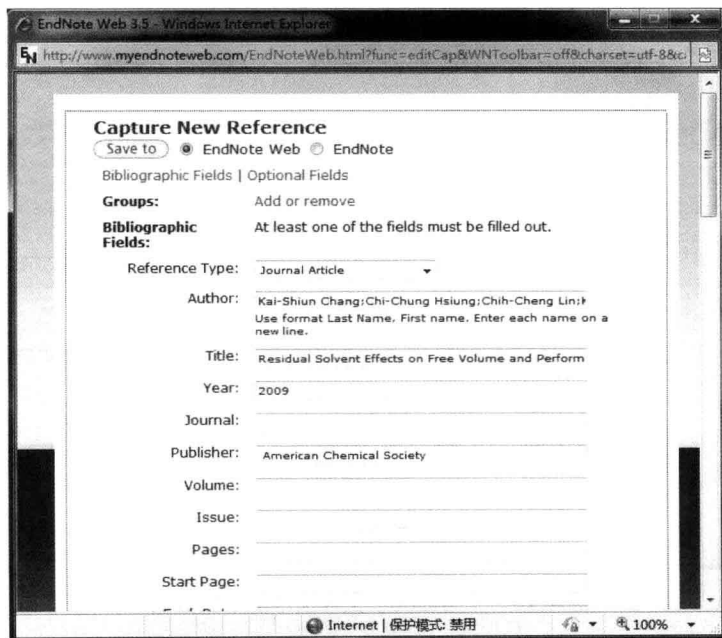 EndNote Web 3.5 - Windows Internet Explorer
EN http://www.myendnoteweb.com/EndNoteWeb.html?func=editCap&WNToolbar=off&charset=utf-8&c
Capture New Reference
Save to EndNote Web EndNote
Bibliographic Fields | Optional Fields
Groups: Add or remove
Bibliographic Fields: At least one of the fields must be filled out.
Reference Type: Journal Article
Author: Kai-Shiun Chang;Chi-Chung Hsiung;Chih-Cheng Lin;
Use format Last Name, First name. Enter each name on a
new line.
Title: Residual Solvent Effects on Free Volume and Perform
Year: 2009
Journal:
Publisher: American Chemical Society
Volume:
Issue:
Pages:
Start Page:
Internet | 保护模式: 禁用 100%